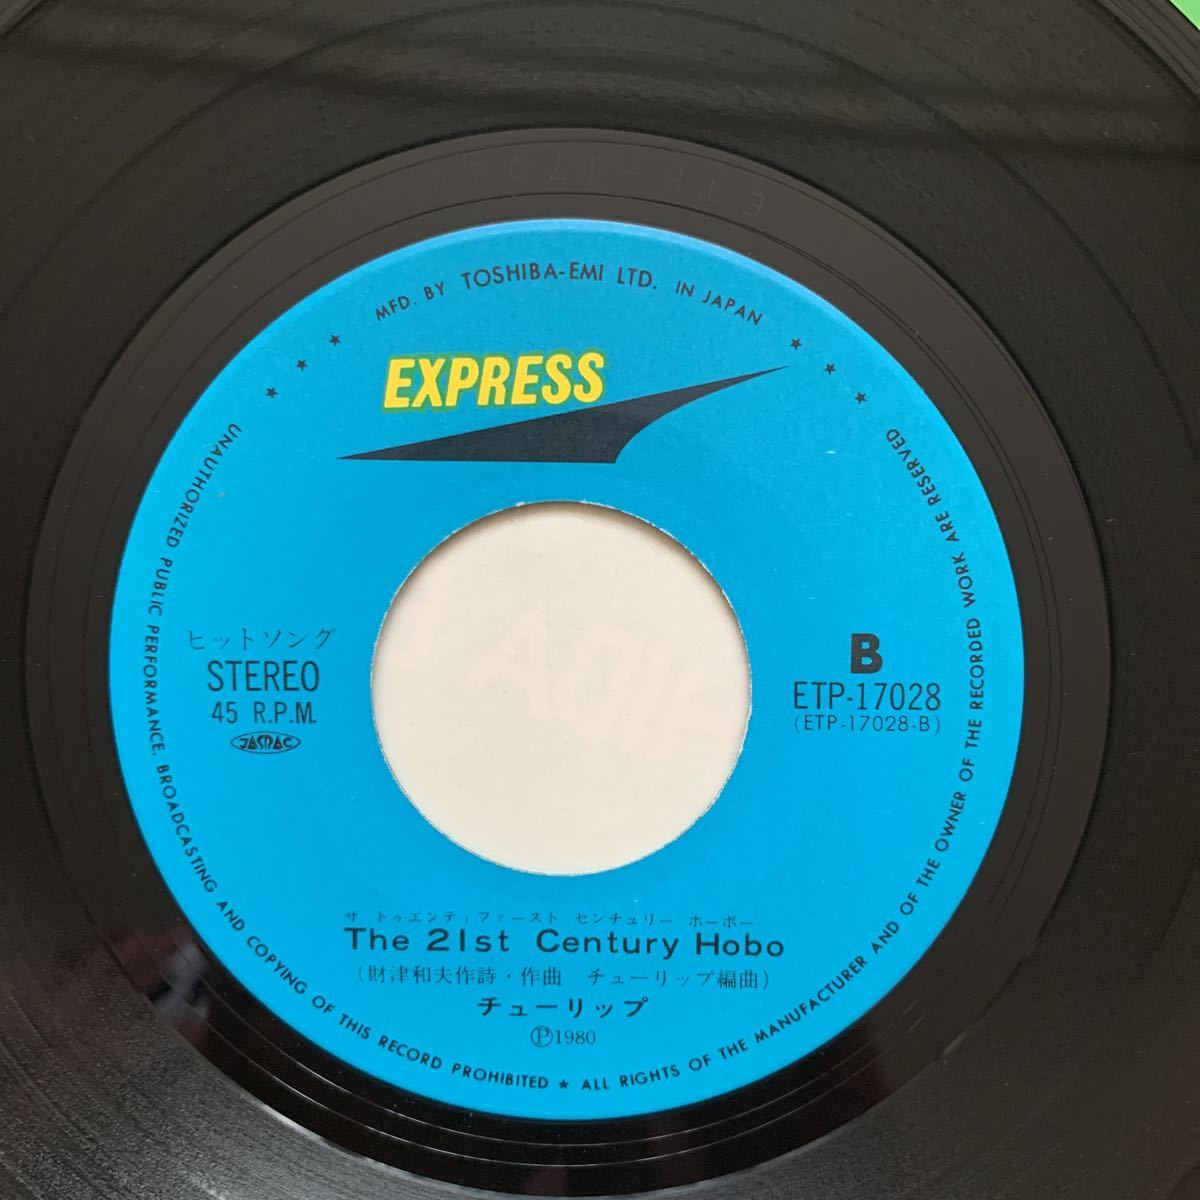 ETP-17028
MFD. BY TOSHIBA-EMI LTD. IN JAPAN
EXPRESS
ヒットソング
STEREO
45 R.P.M.
JASRAC
B
ETP-17028
(ETP-17028-B)
ザ トゥエンティファースト センチュリー ホーボー
The 21st Century Hobo
(財津和夫作詩・作曲 チューリップ編曲)
チューリップ
Ⓟ1980
UNAUTHORIZED PUBLIC PERFORMANCE, BROADCASTING AND COPYING OF THIS RECORD PROHIBITED ★ ALL RIGHTS OF THE MANUFACTURER AND OF THE OWNER OF THE RECORDED WORK ARE RESERVED